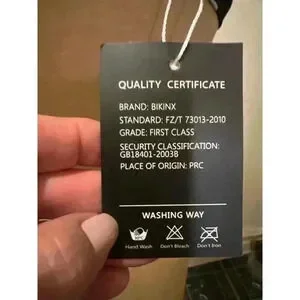 QUALITY CERTIFICATE
BRAND: BIKINX
STANDARD: FZ/T 73013-2010
GRADE: FIRST CLASS
SECURITY CLASSIFICATION:
GB18401-2003B
PLACE OF ORIGIN: PRC
WASHING WAY
Hand Wash Don't Bleach Don't Iron